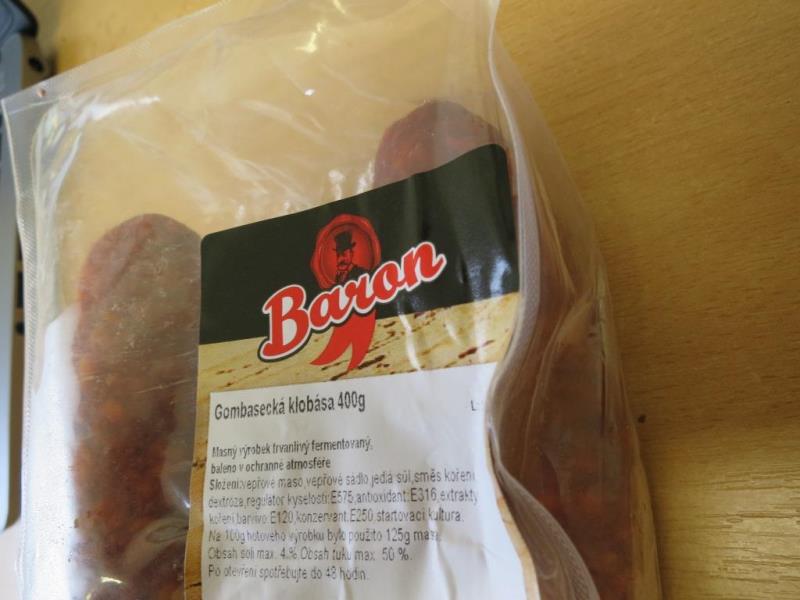 Baron
Gombasecká klobása 400g
L:
Masný výrobek trvanlivý fermentovaný,
baleno v ochranné atmosféře
Složení:vepřové maso,vepřové sádlo,jedlá sůl,směs koření,
dextróza,regulátor kyselosti:E575,antioxidant:E316,extrakty
koření,barvivo:E120,konzervant:E250,startovací kultura.
Na 100g hotového výrobku bylo použito 125g masa.
Obsah soli max. 4.% Obsah tuku max. 50 %.
Po otevření spotřebujte do 48 hodin.